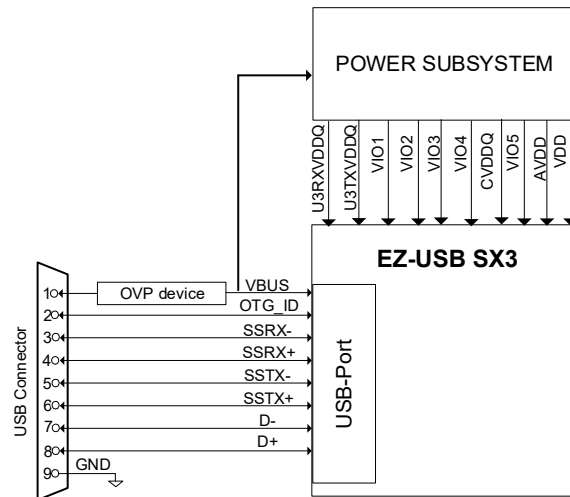 POWER SUBSYSTEM
U3RXVDDQ
U3TXVDDQ
VIO1
VIO2
VIO3
VIO4
CVDDQ
VIO5
AVDD
VDD
EZ-USB SX3
USB Connector
1
OVP device
VBUS
2
OTG_ID
3
SSRX-
4
SSRX+
5
SSTX-
6
SSTX+
7
D-
8
D+
9
GND
USB-Port